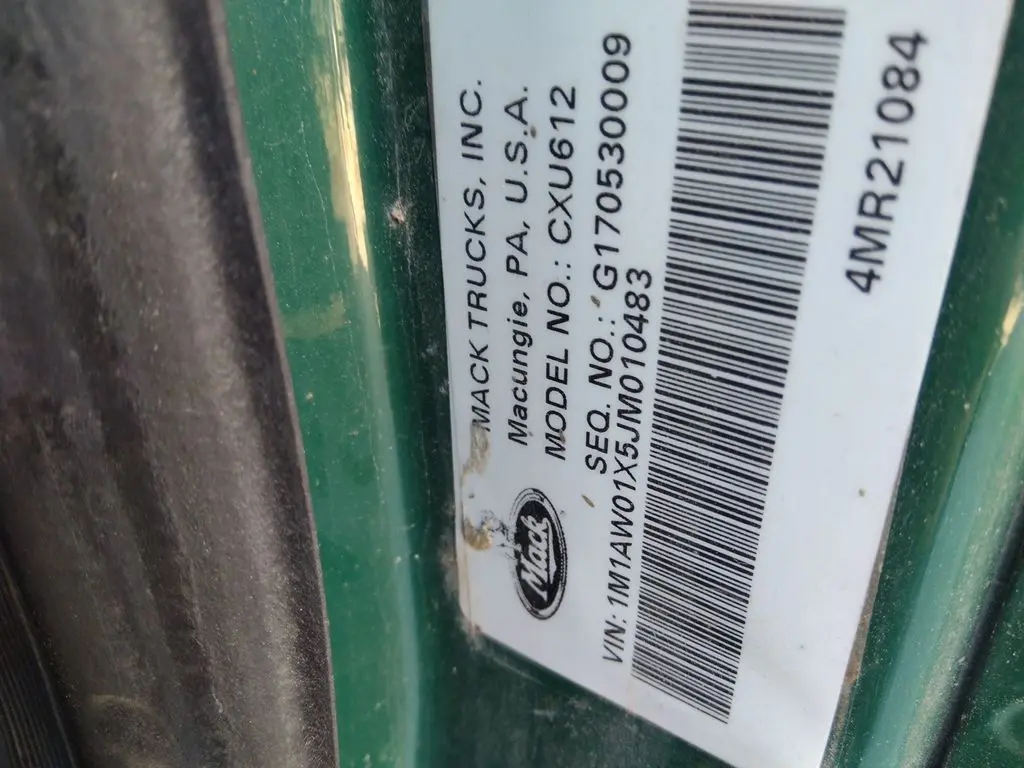 MACK TRUCKS, INC.
Macungie, PA, U.S.A.
MODEL NO.: CXU612
SEQ. NO.: G170530009
Mack
VIN: 1M1AW01X5JM010483
4MR21084